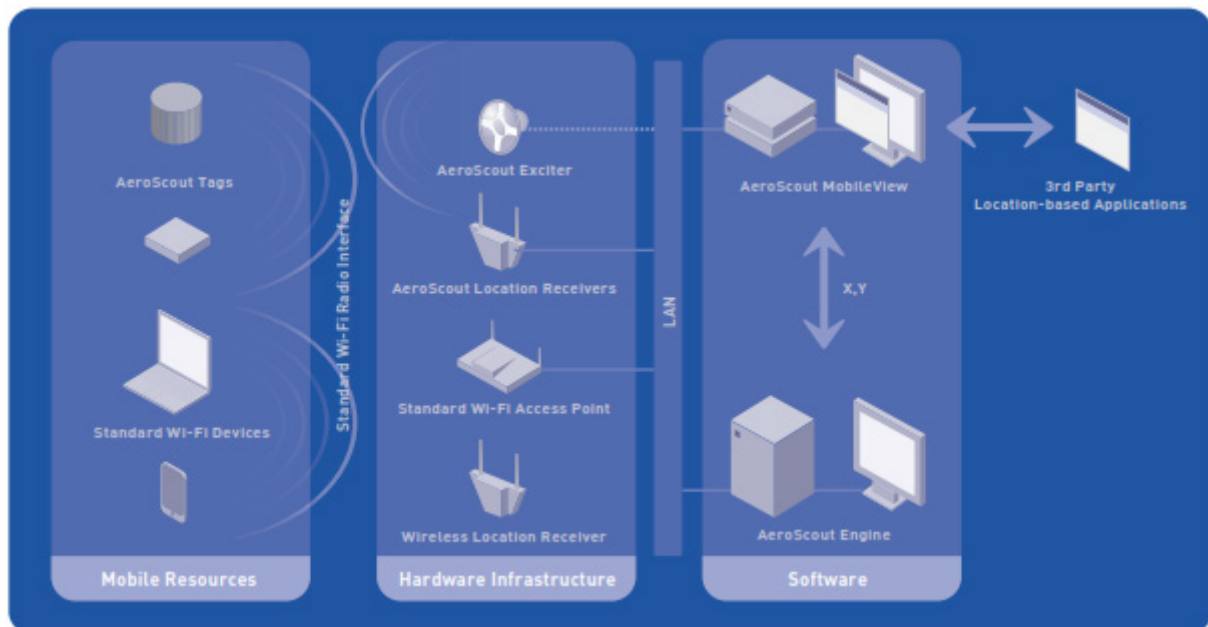 AeroScout Tags
Standard Wi-Fi Devices
Mobile Resources
Standard Wi-Fi Radio Interface
AeroScout Exciter
AeroScout Location Receivers
Standard Wi-Fi Access Point
Wireless Location Receiver
Hardware Infrastructure
LAN
AeroScout MobileView
X,Y
AeroScout Engine
Software
3rd Party
Location-based Applications